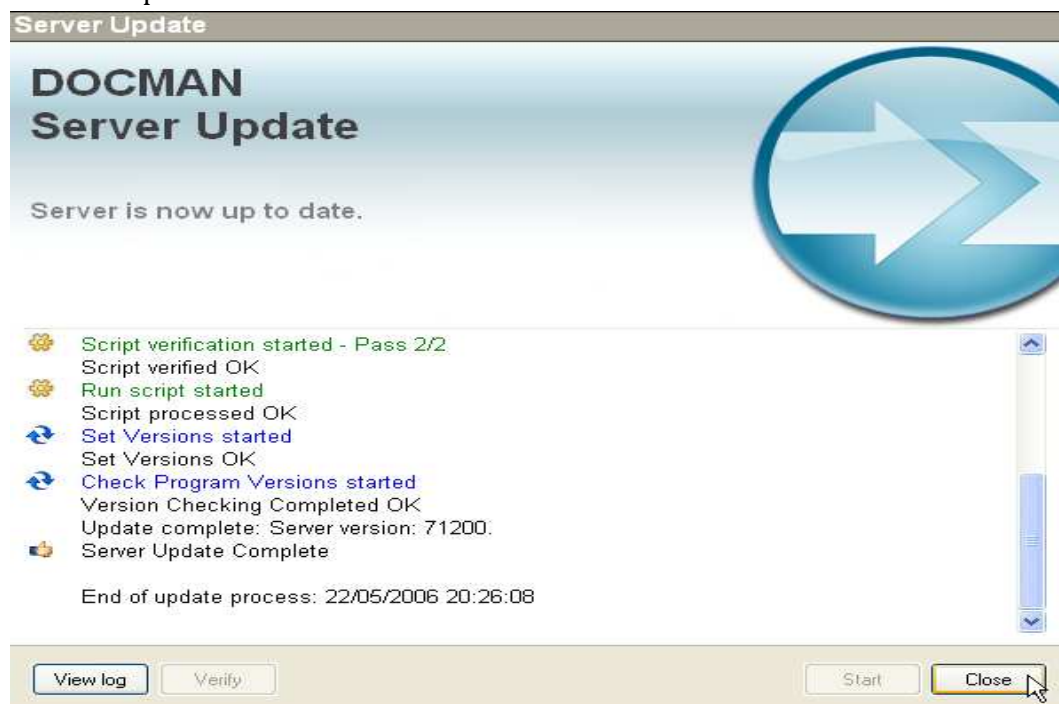 Server Update
DOCMAN
Server Update
Server is now up to date.
Script verification started - Pass 2/2
Script verified OK
Run script started
Script processed OK
Set Versions started
Set Versions OK
Check Program Versions started
Version Checking Completed OK
Update complete: Server version: 71200.
Server Update Complete
End of update process: 22/05/2006 20:26:08
View log Verify Start Close